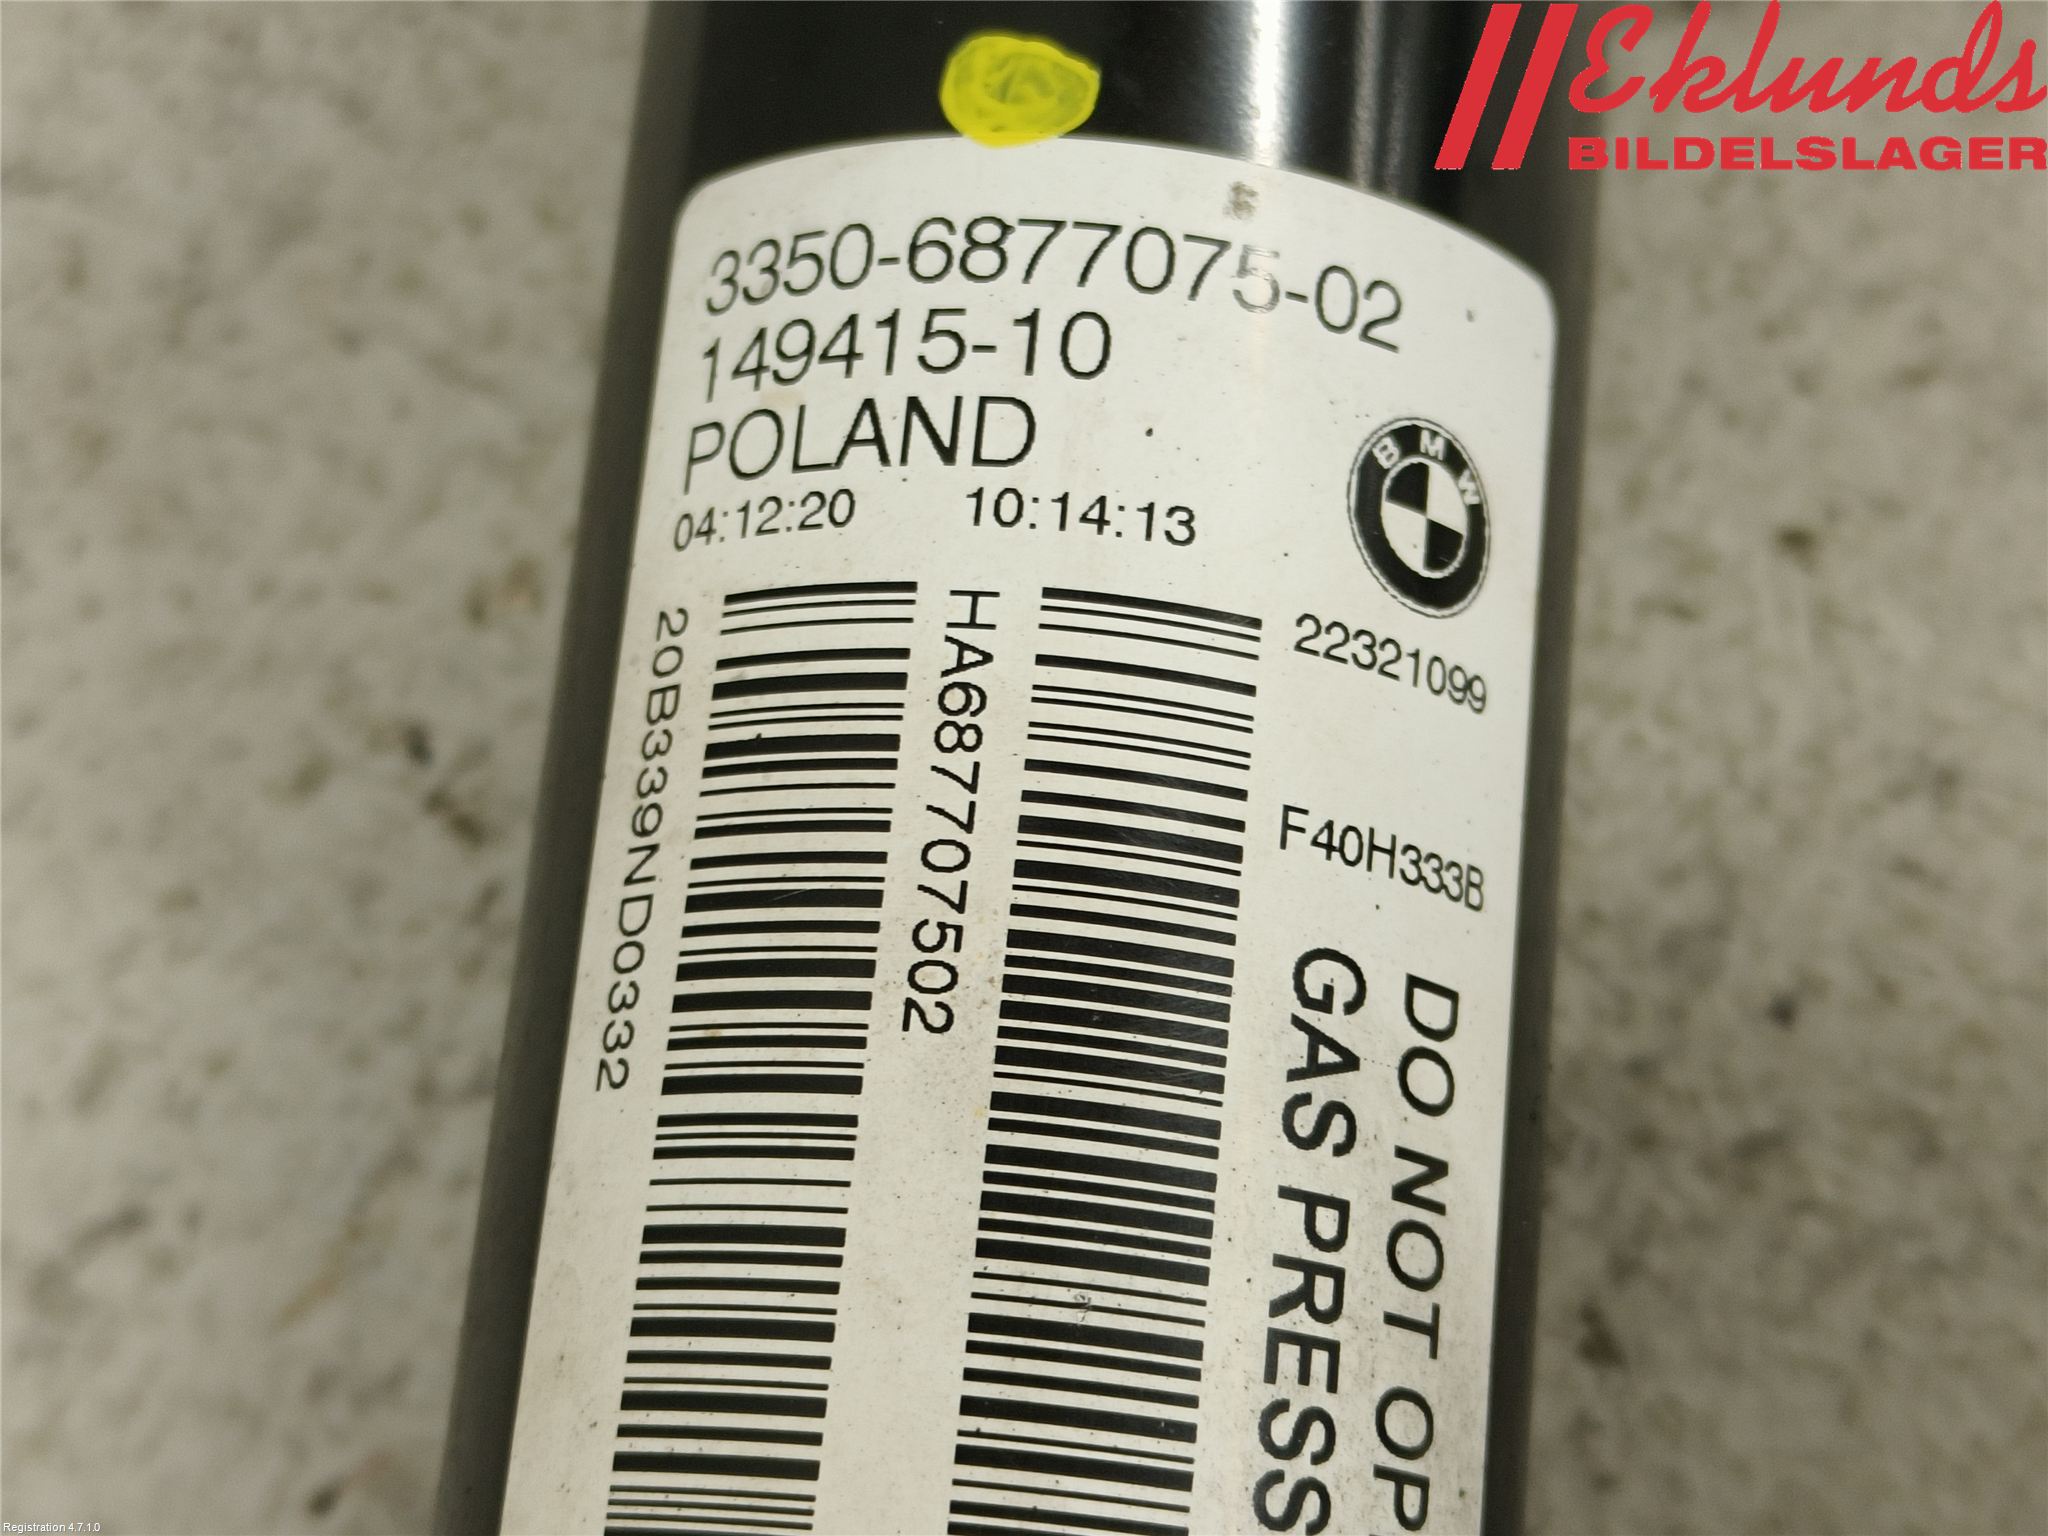 Eklunds
BILDELSLAGER
3350-6877075-02
149415-10
POLAND
04:12:20 10:14:13
BMW
22321099
F40H333B
20B339ND0332
HA687707502
GAS PRESS
DO NOT OP
Registration 4.7.1.0